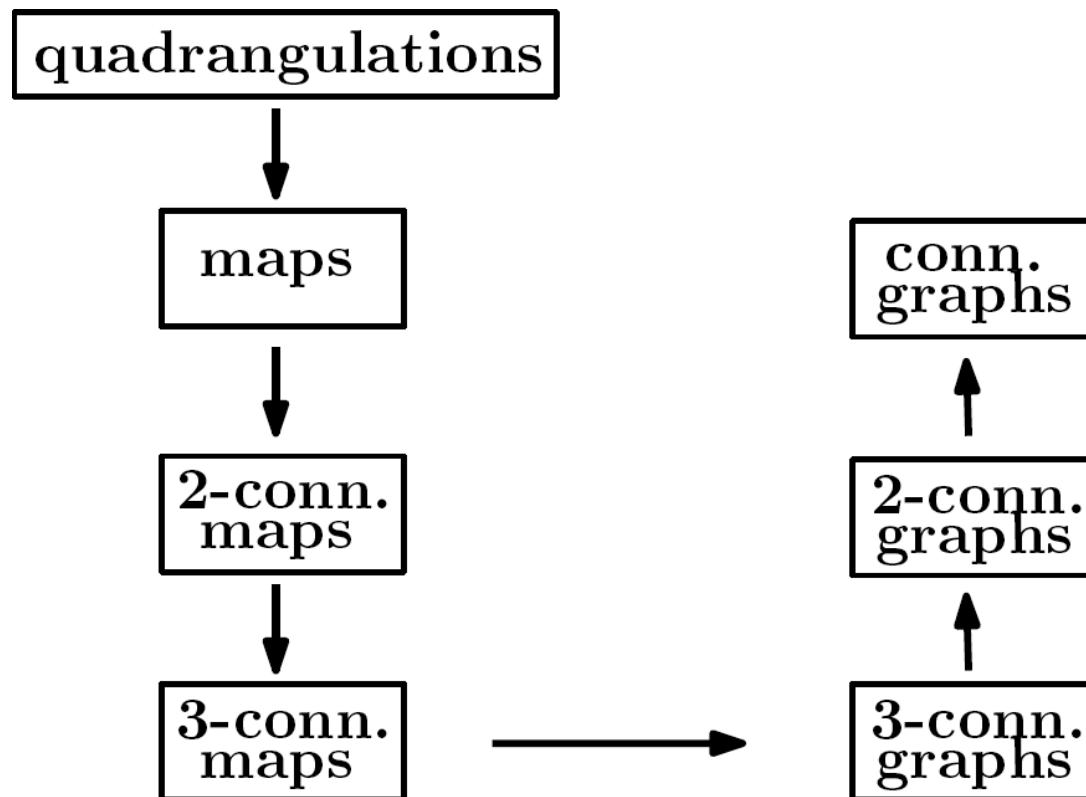 quadrangulations
maps
2-conn.
maps
3-conn.
maps
conn.
graphs
2-conn.
graphs
3-conn.
graphs